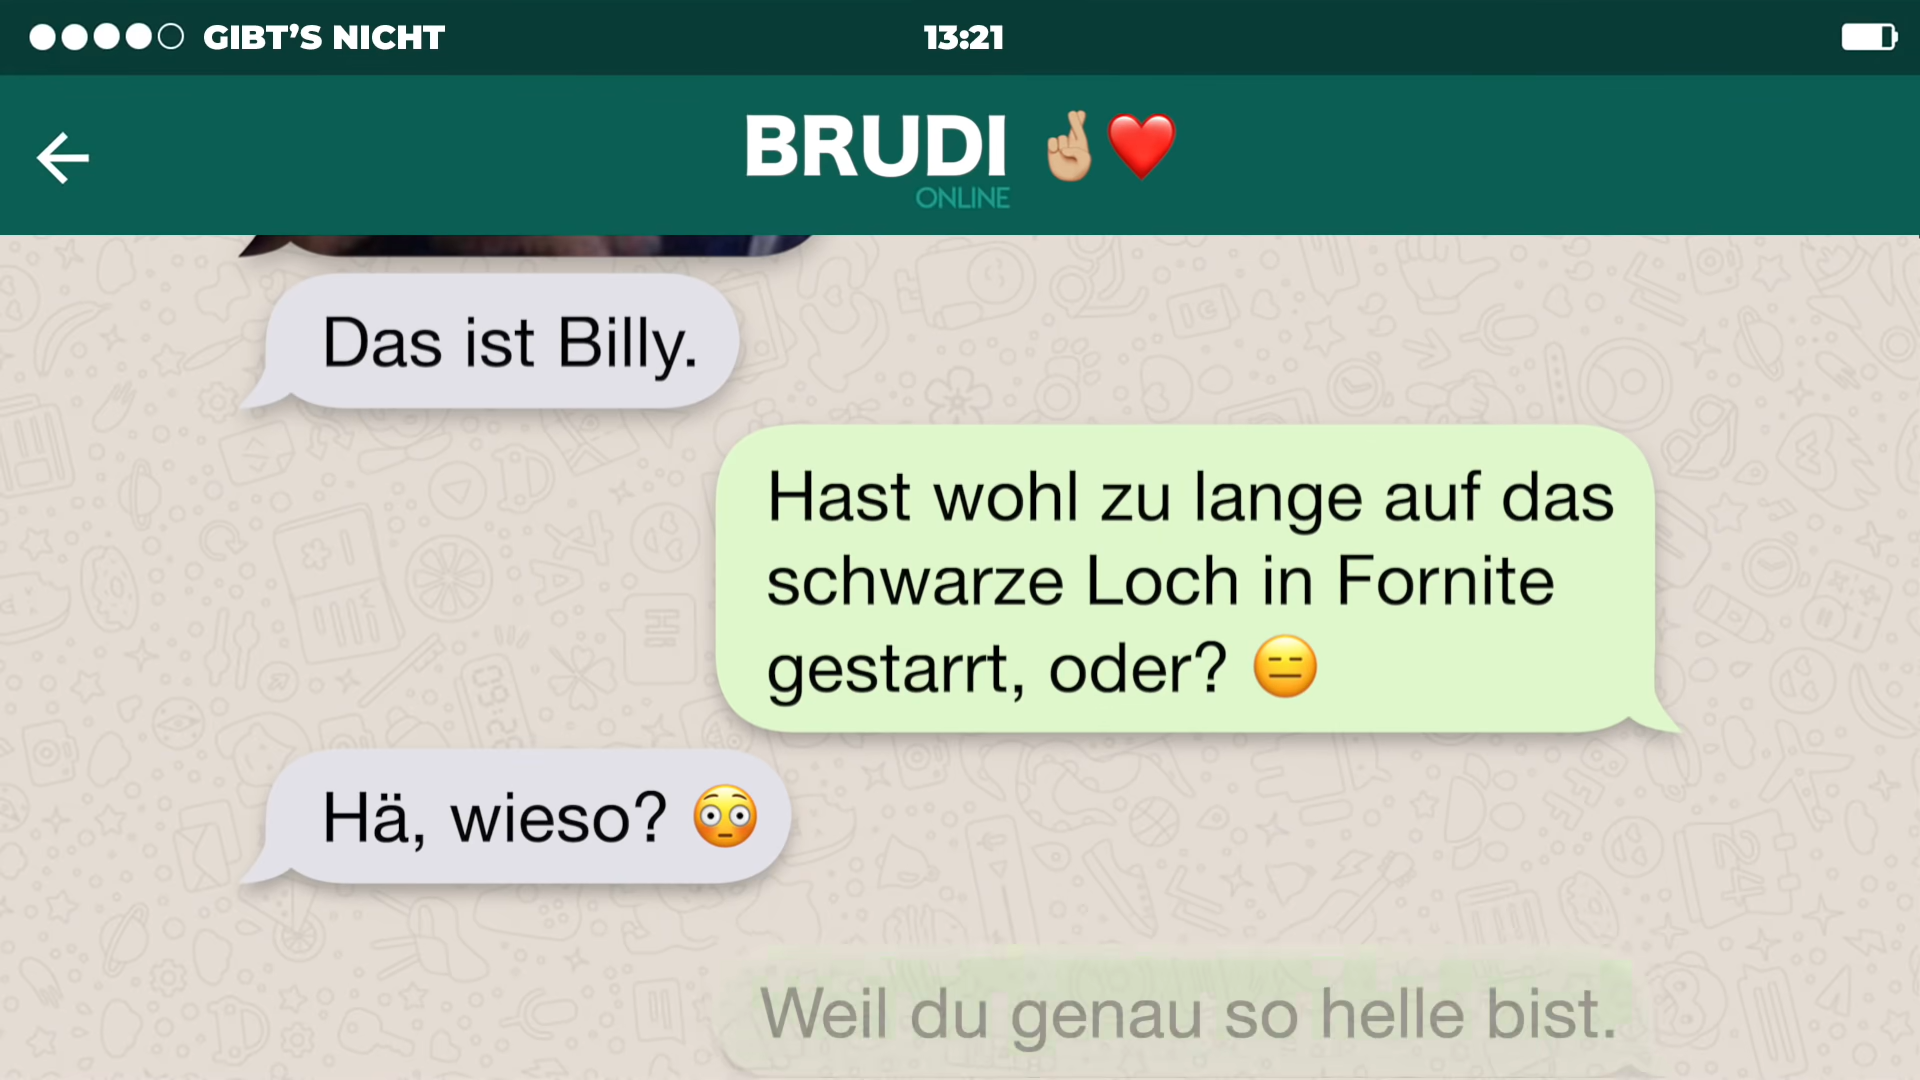 GIBT’S NICHT
13:21
BRUDI 🤞🏼❤️
ONLINE
Das ist Billy.
Hast wohl zu lange auf das
schwarze Loch in Fornite
gestarrt, oder? 😑
Hä, wieso? 😳
Weil du genau so helle bist.